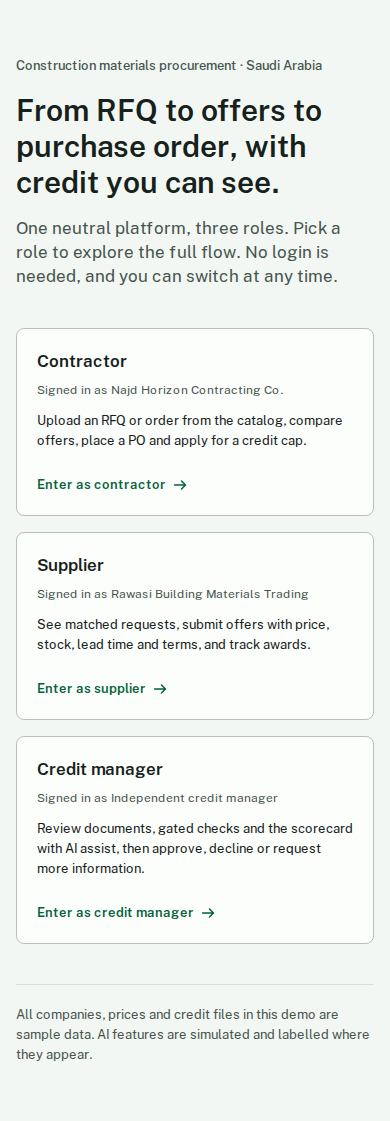 Construction materials procurement · Saudi Arabia
From RFQ to offers to
purchase order, with
credit you can see.
One neutral platform, three roles. Pick a
role to explore the full flow. No login is
needed, and you can switch at any time.
Contractor
Signed in as Najd Horizon Contracting Co.
Upload an RFQ or order from the catalog, compare
offers, place a PO and apply for a credit cap.
Enter as contractor →
Supplier
Signed in as Rawasi Building Materials Trading
See matched requests, submit offers with price,
stock, lead time and terms, and track awards.
Enter as supplier →
Credit manager
Signed in as Independent credit manager
Review documents, gated checks and the scorecard
with AI assist, then approve, decline or request
more information.
Enter as credit manager →
All companies, prices and credit files in this demo are
sample data. AI features are simulated and labelled where
they appear.